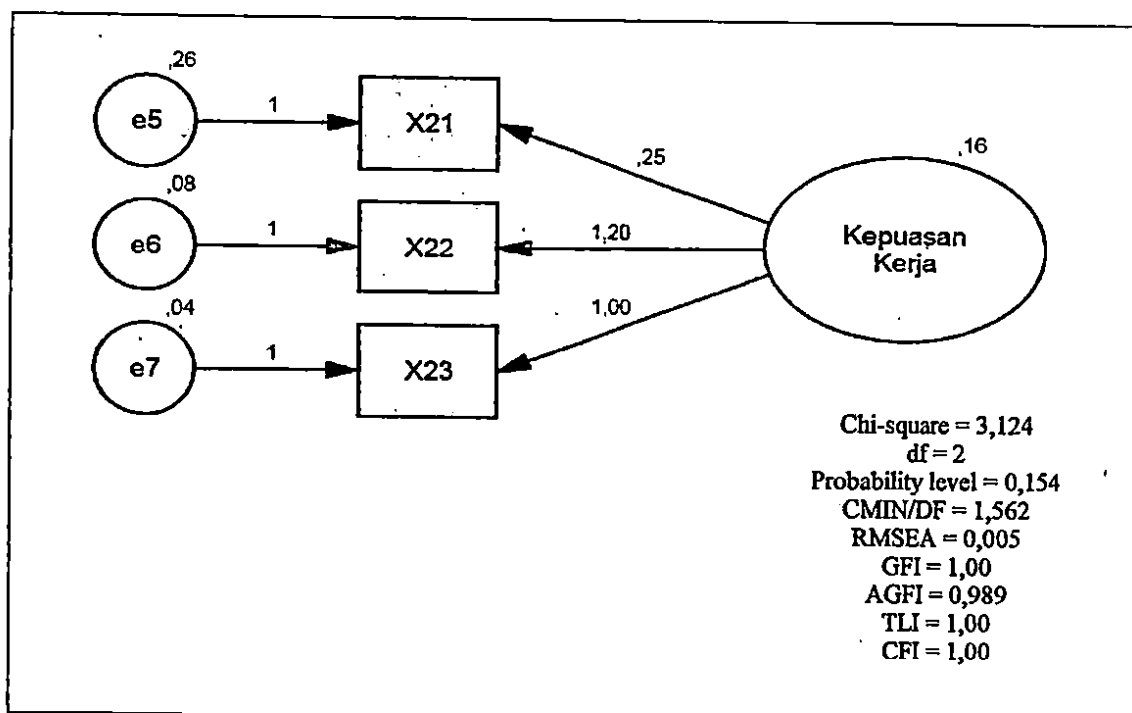 ,26
e5
1
X21
,25
,16
,08
e6
1
X22
1,20
Kepuasan
Kerja
,04
e7
1
X23
1,00
Chi-square = 3,124
df = 2
Probability level = 0,154
CMIN/DF = 1,562
RMSEA = 0,005
GFI = 1,00
AGFI = 0,989
TLI = 1,00
CFI = 1,00